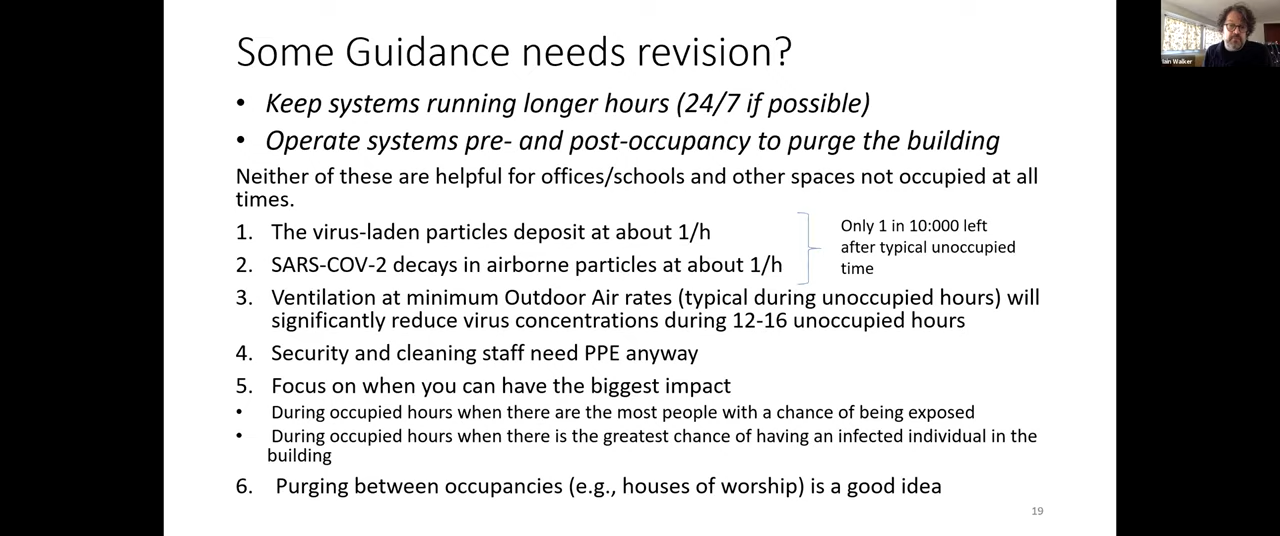 Some Guidance needs revision?
• Keep systems running longer hours (24/7 if possible)
• Operate systems pre- and post-occupancy to purge the building
Neither of these are helpful for offices/schools and other spaces not occupied at all
times.
1. The virus-laden particles deposit at about 1/h
2. SARS-COV-2 decays in airborne particles at about 1/h
Only 1 in 10:000 left
after typical unoccupied
time
3. Ventilation at minimum Outdoor Air rates (typical during unoccupied hours) will
significantly reduce virus concentrations during 12-16 unoccupied hours
4. Security and cleaning staff need PPE anyway
5. Focus on when you can have the biggest impact
• During occupied hours when there are the most people with a chance of being exposed
• During occupied hours when there is the greatest chance of having an infected individual in the
building
6. Purging between occupancies (e.g., houses of worship) is a good idea
19
Iain Walker